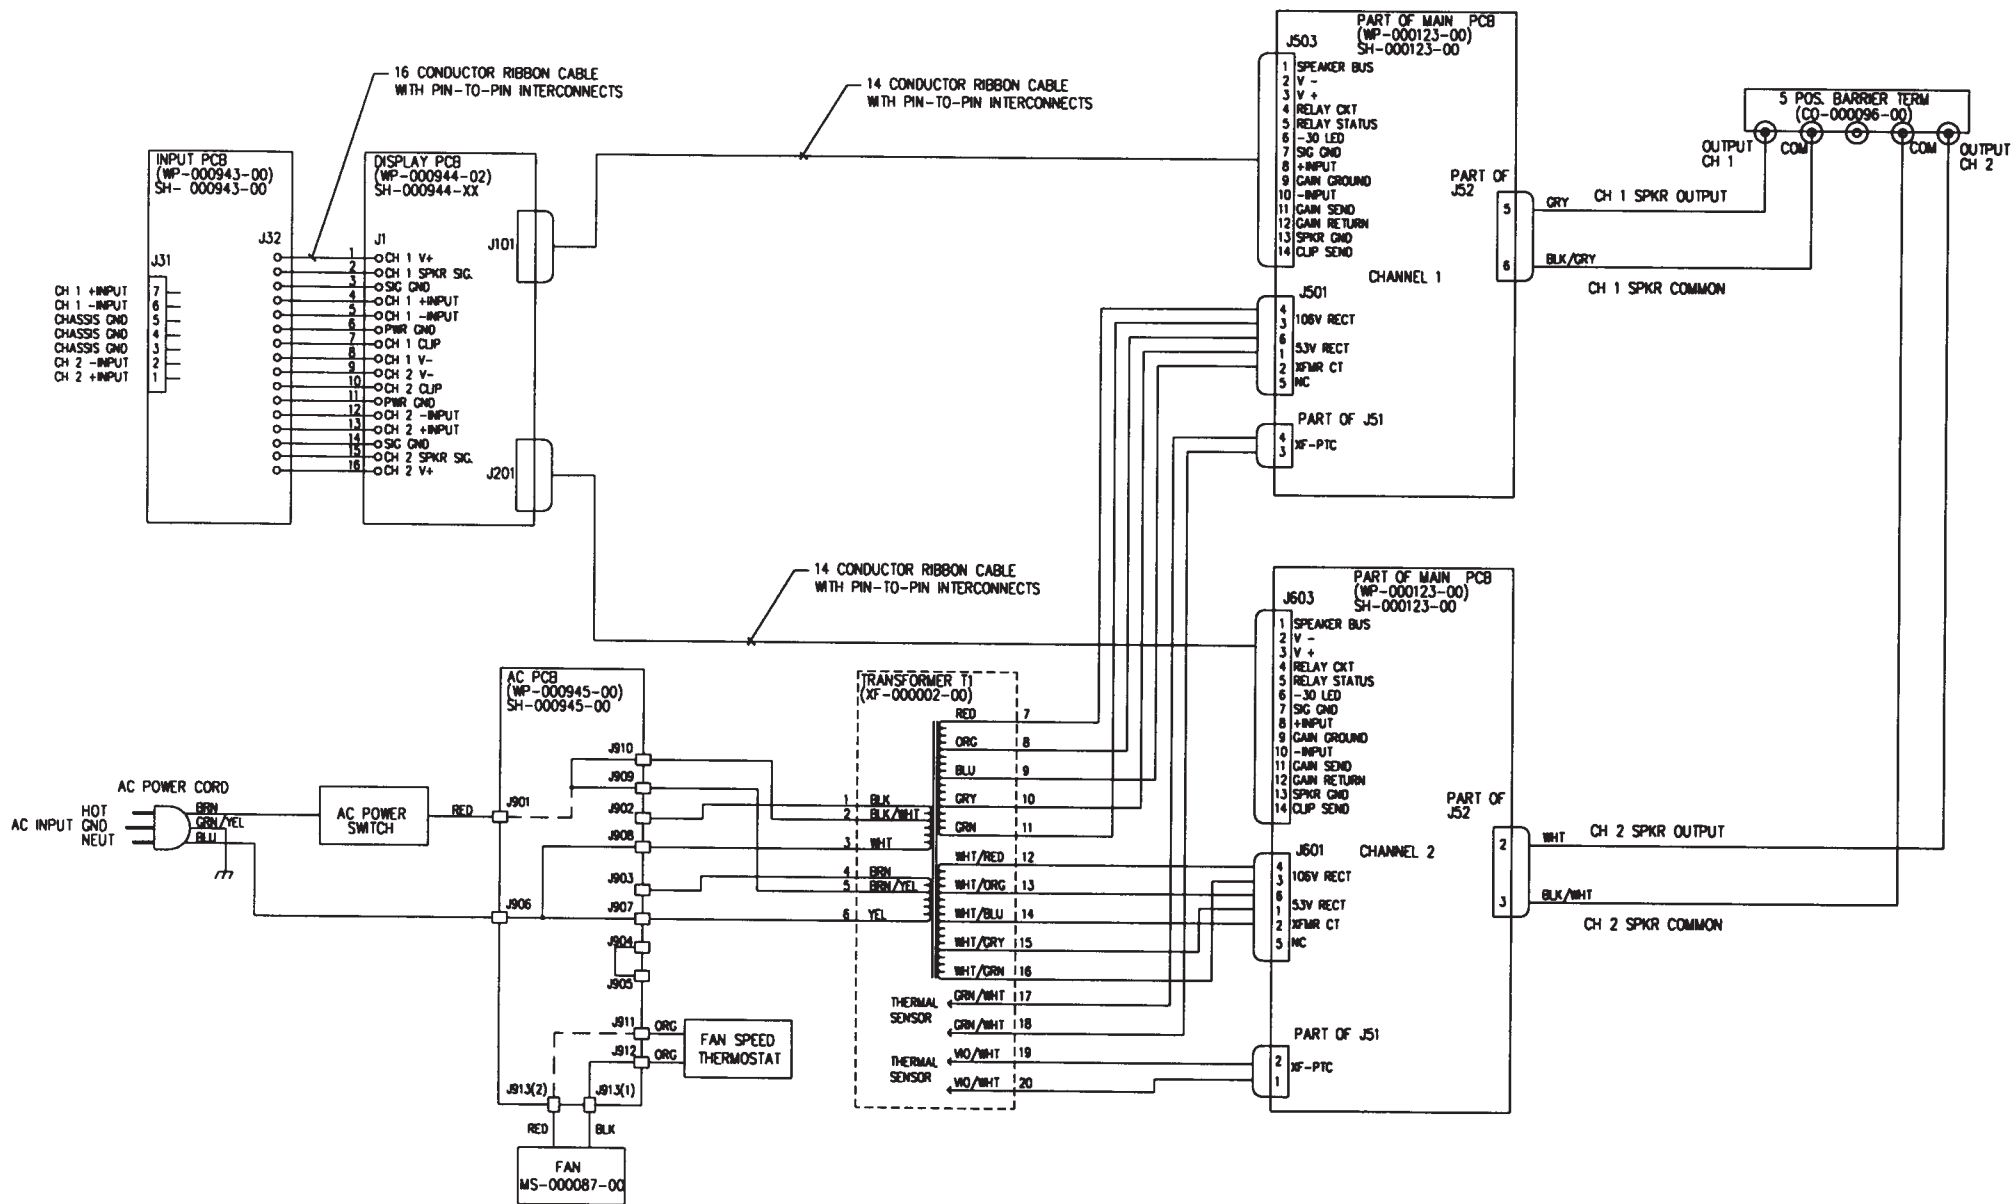 16 CONDUCTOR RIBBON CABLE
WITH PIN-TO-PIN INTERCONNECTS
14 CONDUCTOR RIBBON CABLE
WITH PIN-TO-PIN INTERCONNECTS
INPUT PCB
(WP-000943-00)
SH- 000943-00
J32
J31
CH 1 +INPUT 7
CH 1 -INPUT 6
CHASSIS GND 5
CHASSIS GND 4
CHASSIS GND 3
CH 2 -INPUT 2
CH 2 +INPUT 1
DISPLAY PCB
(WP-000944-02)
SH-000944-XX
J1
J101
J201
1 CH 1 V+
2 CH 1 SPKR SIG.
3 SIG GND
4 CH 1 +INPUT
5 CH 1 -INPUT
6 PWR GND
7 CH 1 CLIP
8 CH 1 V-
9 CH 2 V-
10 CH 2 CLIP
11 PWR GND
12 CH 2 -INPUT
13 CH 2 +INPUT
14 SIG GND
15 CH 2 SPKR SIG.
16 CH 2 V+
PART OF MAIN PCB
(WP-000123-00)
SH-000123-00
J503
1 SPEAKER BUS
2 V -
3 V +
4 RELAY CKT
5 RELAY STATUS
6 -30 LED
7 SIG GND
8 +INPUT
9 GAIN GROUND
10 -INPUT
11 GAIN SEND
12 GAIN RETURN
13 SPKR GND
14 CLIP SEND
CHANNEL 1
J501
4
3 106V RECT
6
1 53V RECT
2 XFMR CT
5 NC
PART OF J51
4 XF-PTC
3
PART OF
J52
5 GRY CH 1 SPKR OUTPUT
6 BLK/GRY
CH 1 SPKR COMMON
5 POS. BARRIER TERM
(CO-000096-00)
OUTPUT
CH 1
COM
COM
OUTPUT
CH 2
14 CONDUCTOR RIBBON CABLE
WITH PIN-TO-PIN INTERCONNECTS
PART OF MAIN PCB
(WP-000123-00)
SH-000123-00
J603
1 SPEAKER BUS
2 V -
3 V +
4 RELAY CKT
5 RELAY STATUS
6 -30 LED
7 SIG GND
8 +INPUT
9 GAIN GROUND
10 -INPUT
11 GAIN SEND
12 GAIN RETURN
13 SPKR GND
14 CLIP SEND
J601 CHANNEL 2
4
3 106V RECT
6
1 53V RECT
2 XFMR CT
5 NC
PART OF J51
2 XF-PTC
1
PART OF
J52
2 WHT CH 2 SPKR OUTPUT
3 BLK/WHT
CH 2 SPKR COMMON
AC PCB
(WP-000945-00)
SH-000945-00
J910
J909
J901
J902
J908
J903
J906
J907
J904
J905
J911
J912
J913(2)
J913(1)
AC POWER CORD
AC INPUT
HOT
GND
NEUT
BRN
GRN/YEL
BLU
AC POWER
SWITCH
RED
ORG
ORG
FAN SPEED
THERMOSTAT
RED
BLK
FAN
MS-000087-00
TRANSFORMER T1
(XF-000002-00)
1 BLK
2 BLK/WHT
3 WHT
4 BRN
5 BRN/YEL
6 YEL
RED 7
ORG 8
BLU 9
GRY 10
GRN 11
WHT/RED 12
WHT/ORG 13
WHT/BLU 14
WHT/GRY 15
WHT/GRN 16
THERMAL
SENSOR
GRN/WHT 17
GRN/WHT 18
THERMAL
SENSOR
VIO/WHT 19
VIO/WHT 20